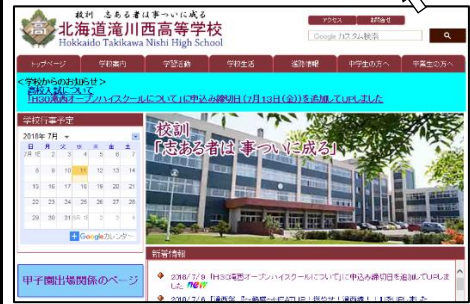 校訓 志ある者は事ついに成る
北海道滝川西高等学校
Hokkaido Takikawa Nishi High School
アクセス お問合せ
Google カスタム検索
トップページ 学校案内 学習活動 学校生活 進路情報 中学生の方へ 卒業生の方へ
<学校からのお知らせ>
高校入試について
「H30滝西オープンハイスクールについて」に申込み締切日(7月13日(金))を追加してUPしました
学校行事予定
2018年 7月
日 月 火 水 木 金 土
7月 1日 2 3 4 5 6 7
8 9 10 11 12 13 14
15 16 17 18 19 20 21
22 23 24 25 26 27 28
29 30 31 8月 1日 2 3 4
+ Googleカレンダー
甲子園出場関係のページ
校訓
「志ある者は 事ついに成る」
新着情報
2018/7/9 「H30滝西オープンハイスクールについて」に申込み締切日を追加してUPしました new
2018/7/6